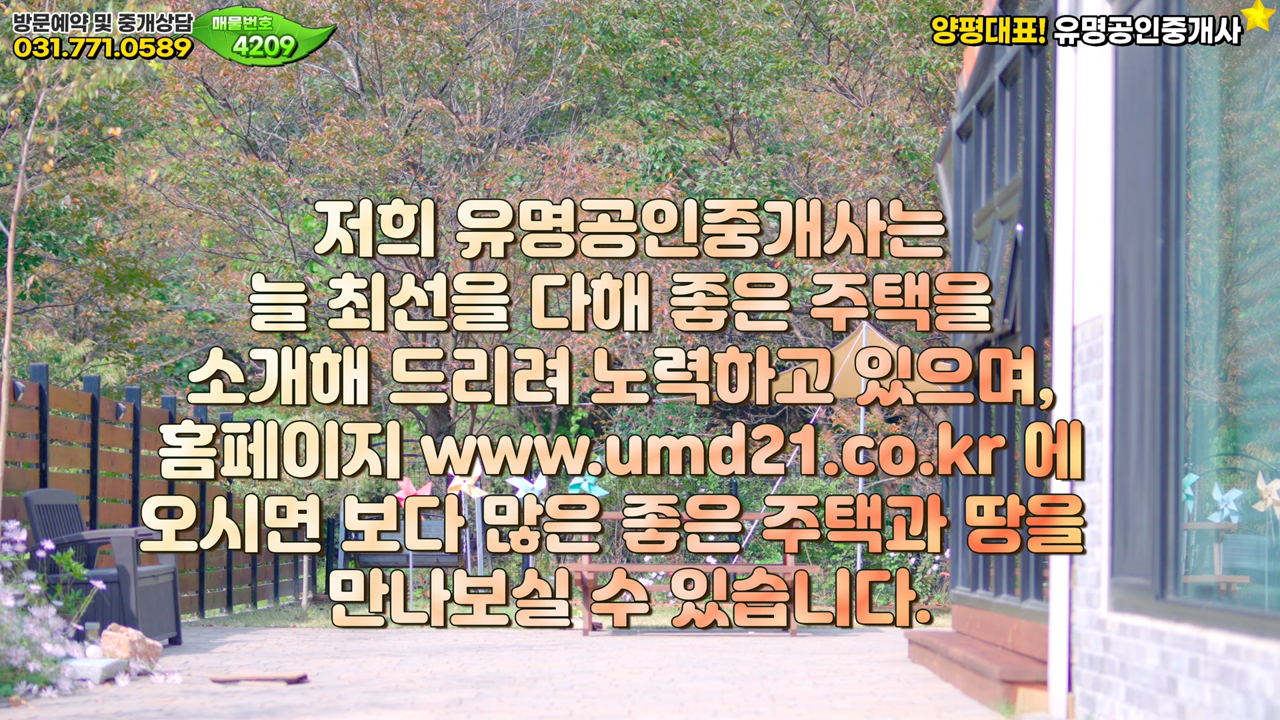 방문예약 및 중개상담
031.771.0589
매물번호
4209
양평대표! 유명공인중개사
저희 유명공인중개사는
늘 최선을 다해 좋은 주택을
소개해 드리려 노력하고 있으며,
홈페이지 www.umd21.co.kr 에
오시면 보다 많은 좋은 주택과 땅을
만나보실 수 있습니다.